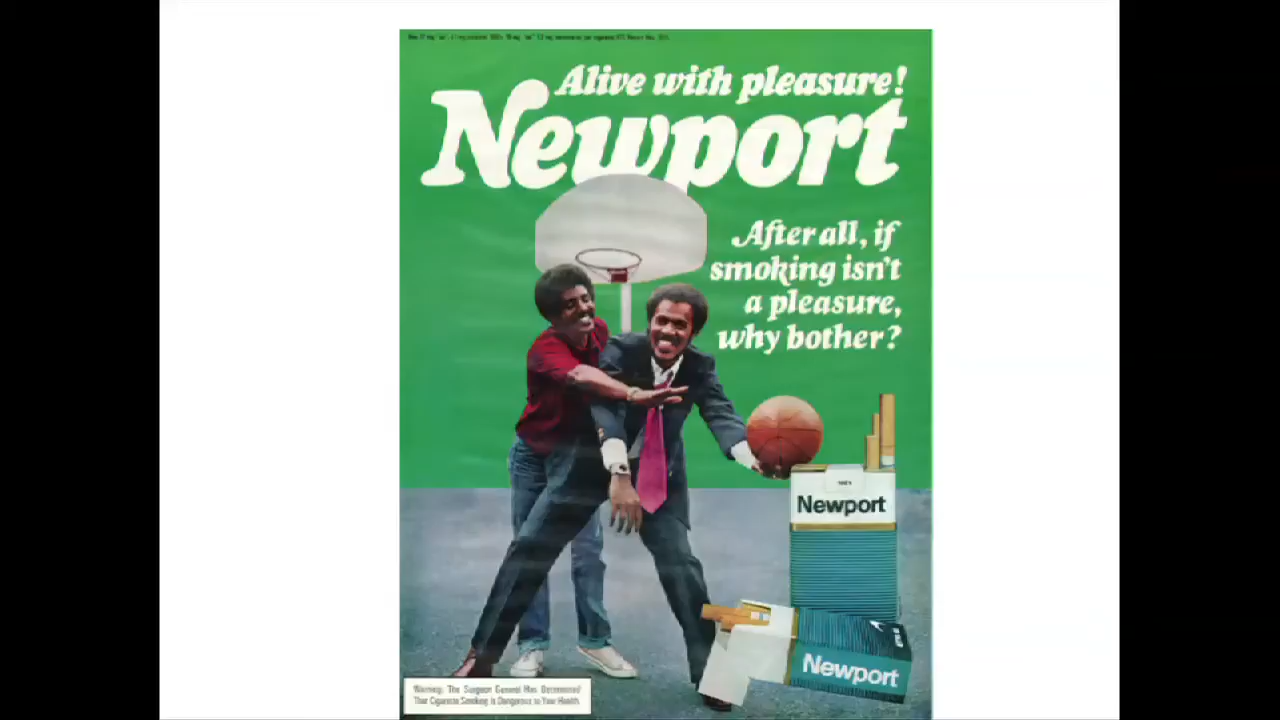 Alive with pleasure!
Newport
After all, if
smoking isn't
a pleasure,
why bother?
Newport
Newport
Warning: The Surgeon General Has Determined
That Cigarette Smoking Is Dangerous to Your Health.